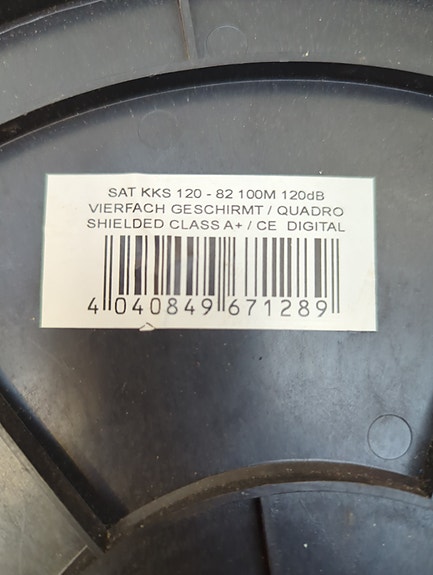 SAT KKS 120 - 82 100M 120dB
VIERFACH GESCHIRMT / QUADRO
SHIELDED CLASS A+ / CE DIGITAL
4 040849 671289